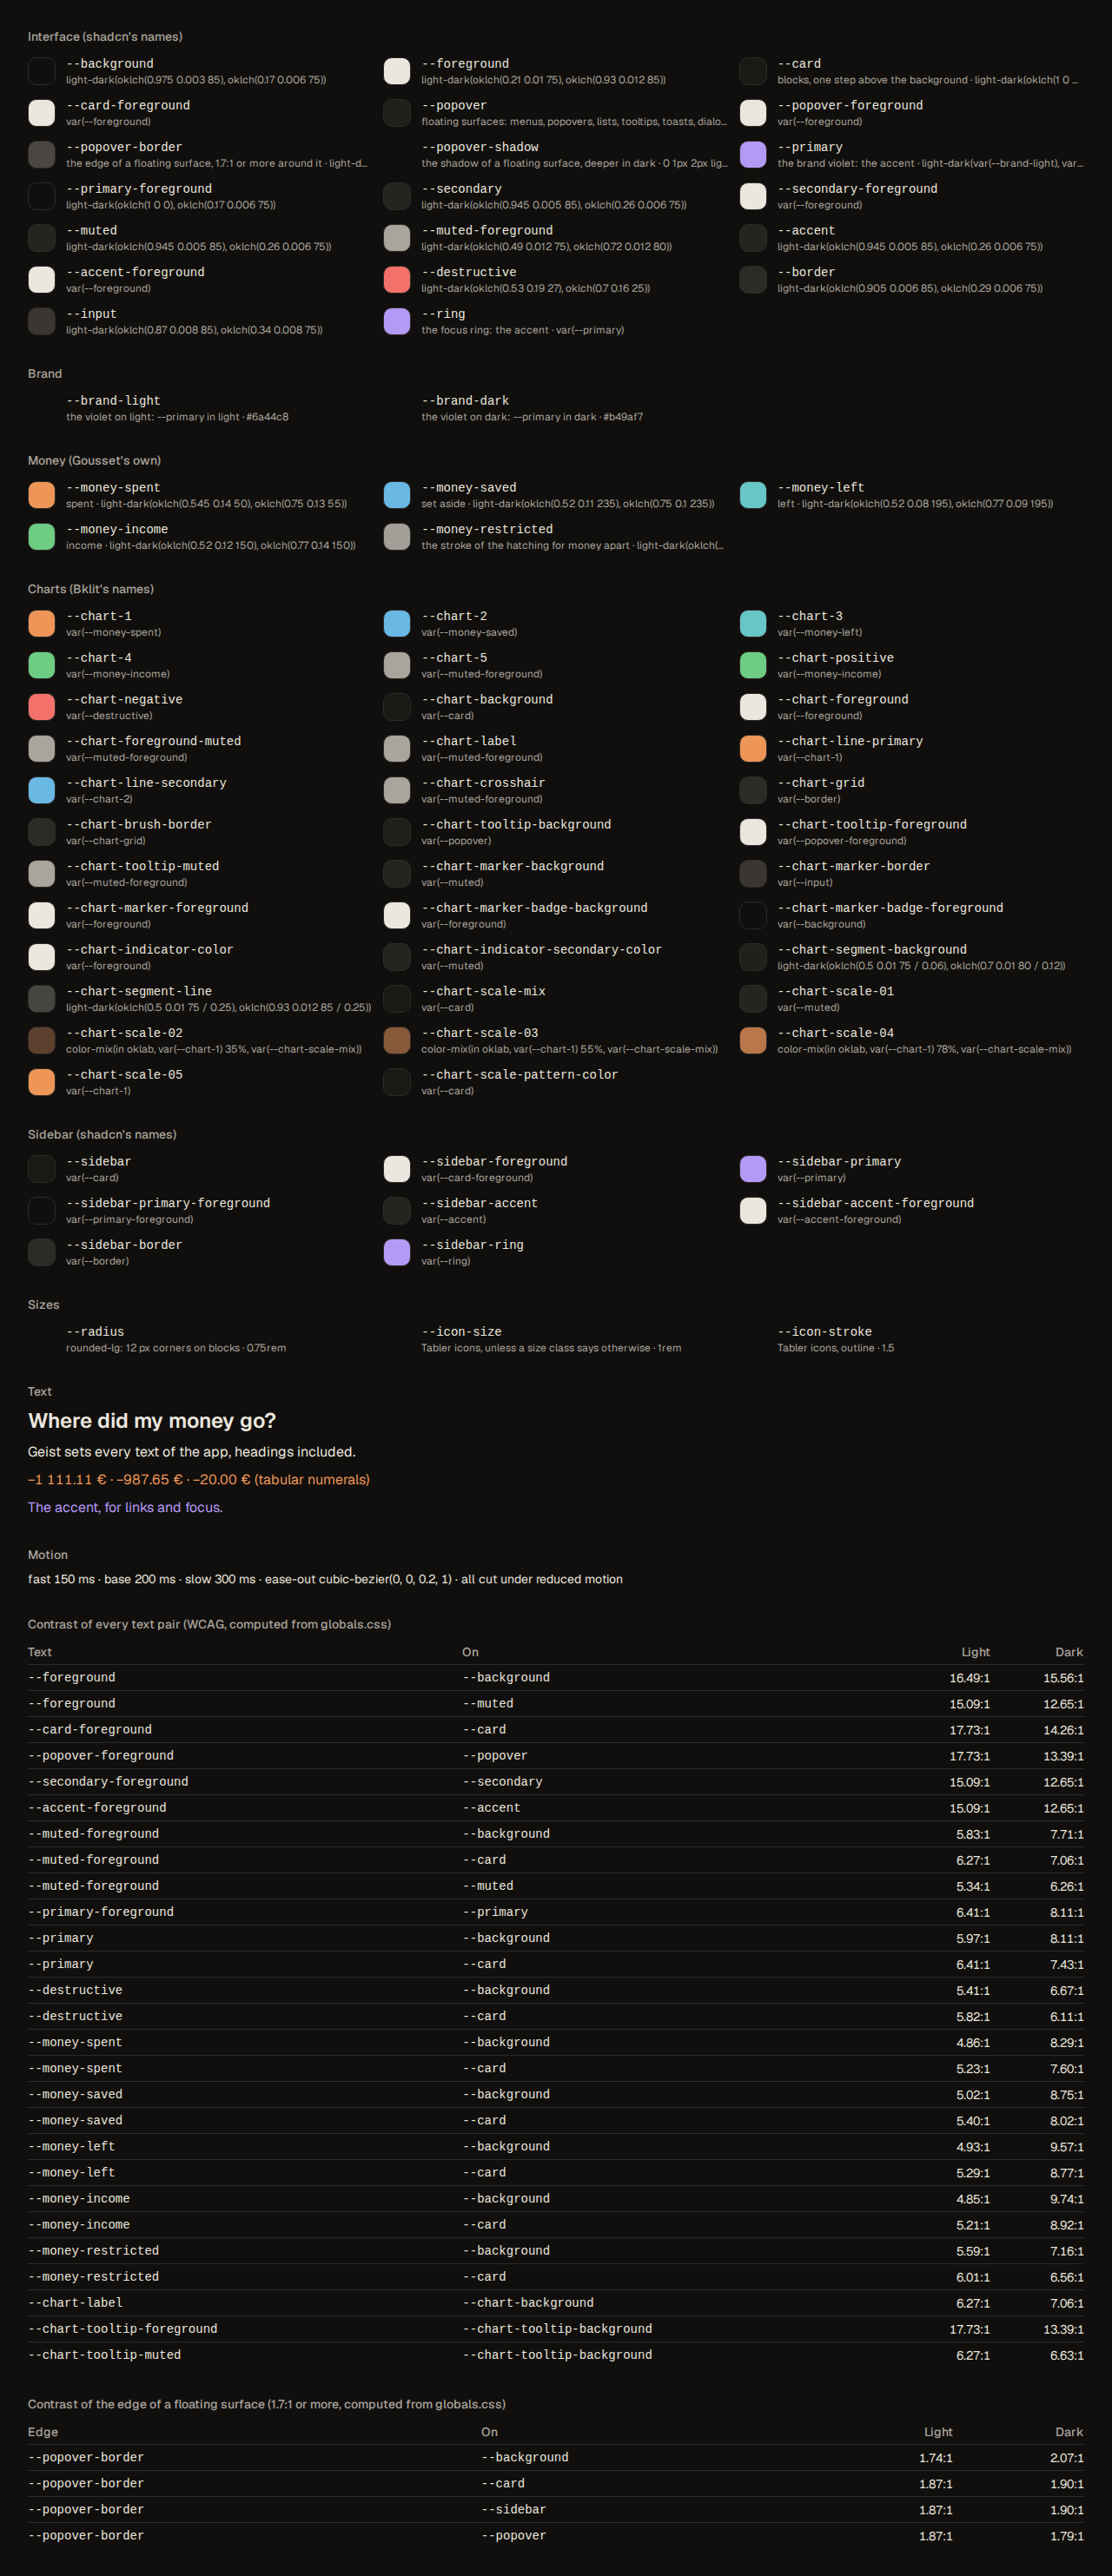 Interface (shadcn's names)
--background
light-dark(oklch(0.975 0.003 85), oklch(0.17 0.006 75))
--foreground
light-dark(oklch(0.21 0.01 75), oklch(0.93 0.012 85))
--card
blocks, one step above the background · light-dark(oklch(1 0 …
--card-foreground
var(--foreground)
--popover
floating surfaces: menus, popovers, lists, tooltips, toasts, dialo…
--popover-foreground
var(--foreground)
--popover-border
the edge of a floating surface, 1.7:1 or more around it · light-d…
--popover-shadow
the shadow of a floating surface, deeper in dark · 0 1px 2px lig…
--primary
the brand violet: the accent · light-dark(var(--brand-light), var…
--primary-foreground
light-dark(oklch(1 0 0), oklch(0.17 0.006 75))
--secondary
light-dark(oklch(0.945 0.005 85), oklch(0.26 0.006 75))
--secondary-foreground
var(--foreground)
--muted
light-dark(oklch(0.945 0.005 85), oklch(0.26 0.006 75))
--muted-foreground
light-dark(oklch(0.49 0.012 75), oklch(0.72 0.012 80))
--accent
light-dark(oklch(0.945 0.005 85), oklch(0.26 0.006 75))
--accent-foreground
var(--foreground)
--destructive
light-dark(oklch(0.53 0.19 27), oklch(0.7 0.16 25))
--border
light-dark(oklch(0.905 0.006 85), oklch(0.29 0.006 75))
--input
light-dark(oklch(0.87 0.008 85), oklch(0.34 0.008 75))
--ring
the focus ring: the accent · var(--primary)
Brand
--brand-light
the violet on light: --primary in light · #6a44c8
--brand-dark
the violet on dark: --primary in dark · #b49af7
Money (Gousset's own)
--money-spent
spent · light-dark(oklch(0.545 0.14 50), oklch(0.75 0.13 55))
--money-saved
set aside · light-dark(oklch(0.52 0.11 235), oklch(0.75 0.1 235))
--money-left
left · light-dark(oklch(0.52 0.08 195), oklch(0.77 0.09 195))
--money-income
income · light-dark(oklch(0.52 0.12 150), oklch(0.77 0.14 150))
--money-restricted
the stroke of the hatching for money apart · light-dark(oklch(…
Charts (Bklit's names)
--chart-1
var(--money-spent)
--chart-2
var(--money-saved)
--chart-3
var(--money-left)
--chart-4
var(--money-income)
--chart-5
var(--muted-foreground)
--chart-positive
var(--money-income)
--chart-negative
var(--destructive)
--chart-background
var(--card)
--chart-foreground
var(--foreground)
--chart-foreground-muted
var(--muted-foreground)
--chart-label
var(--muted-foreground)
--chart-line-primary
var(--chart-1)
--chart-line-secondary
var(--chart-2)
--chart-crosshair
var(--muted-foreground)
--chart-grid
var(--border)
--chart-brush-border
var(--chart-grid)
--chart-tooltip-background
var(--popover)
--chart-tooltip-foreground
var(--popover-foreground)
--chart-tooltip-muted
var(--muted-foreground)
--chart-marker-background
var(--muted)
--chart-marker-border
var(--input)
--chart-marker-foreground
var(--foreground)
--chart-marker-badge-background
var(--foreground)
--chart-marker-badge-foreground
var(--background)
--chart-indicator-color
var(--foreground)
--chart-indicator-secondary-color
var(--muted)
--chart-segment-background
light-dark(oklch(0.5 0.01 75 / 0.06), oklch(0.7 0.01 80 / 0.12))
--chart-segment-line
light-dark(oklch(0.5 0.01 75 / 0.25), oklch(0.93 0.012 85 / 0.25))
--chart-scale-mix
var(--card)
--chart-scale-01
var(--muted)
--chart-scale-02
color-mix(in oklab, var(--chart-1) 35%, var(--chart-scale-mix))
--chart-scale-03
color-mix(in oklab, var(--chart-1) 55%, var(--chart-scale-mix))
--chart-scale-04
color-mix(in oklab, var(--chart-1) 78%, var(--chart-scale-mix))
--chart-scale-05
var(--chart-1)
--chart-scale-pattern-color
var(--card)
Sidebar (shadcn's names)
--sidebar
var(--card)
--sidebar-foreground
var(--card-foreground)
--sidebar-primary
var(--primary)
--sidebar-primary-foreground
var(--primary-foreground)
--sidebar-accent
var(--accent)
--sidebar-accent-foreground
var(--accent-foreground)
--sidebar-border
var(--border)
--sidebar-ring
var(--ring)
Sizes
--radius
rounded-lg: 12 px corners on blocks · 0.75rem
--icon-size
Tabler icons, unless a size class says otherwise · 1rem
--icon-stroke
Tabler icons, outline · 1.5
Text
Where did my money go?
Geist sets every text of the app, headings included.
−1 111.11 € · −987.65 € · −20.00 € (tabular numerals)
The accent, for links and focus.
Motion
fast 150 ms · base 200 ms · slow 300 ms · ease-out cubic-bezier(0, 0, 0.2, 1) · all cut under reduced motion
Contrast of every text pair (WCAG, computed from globals.css)
Text On Light Dark
--foreground --background 16.49:1 15.56:1
--foreground --muted 15.09:1 12.65:1
--card-foreground --card 17.73:1 14.26:1
--popover-foreground --popover 17.73:1 13.39:1
--secondary-foreground --secondary 15.09:1 12.65:1
--accent-foreground --accent 15.09:1 12.65:1
--muted-foreground --background 5.83:1 7.71:1
--muted-foreground --card 6.27:1 7.06:1
--muted-foreground --muted 5.34:1 6.26:1
--primary-foreground --primary 6.41:1 8.11:1
--primary --background 5.97:1 8.11:1
--primary --card 6.41:1 7.43:1
--destructive --background 5.41:1 6.67:1
--destructive --card 5.82:1 6.11:1
--money-spent --background 4.86:1 8.29:1
--money-spent --card 5.23:1 7.60:1
--money-saved --background 5.02:1 8.75:1
--money-saved --card 5.40:1 8.02:1
--money-left --background 4.93:1 9.57:1
--money-left --card 5.29:1 8.77:1
--money-income --background 4.85:1 9.74:1
--money-income --card 5.21:1 8.92:1
--money-restricted --background 5.59:1 7.16:1
--money-restricted --card 6.01:1 6.56:1
--chart-label --chart-background 6.27:1 7.06:1
--chart-tooltip-foreground --chart-tooltip-background 17.73:1 13.39:1
--chart-tooltip-muted --chart-tooltip-background 6.27:1 6.63:1
Contrast of the edge of a floating surface (1.7:1 or more, computed from globals.css)
Edge On Light Dark
--popover-border --background 1.74:1 2.07:1
--popover-border --card 1.87:1 1.90:1
--popover-border --sidebar 1.87:1 1.90:1
--popover-border --popover 1.87:1 1.79:1